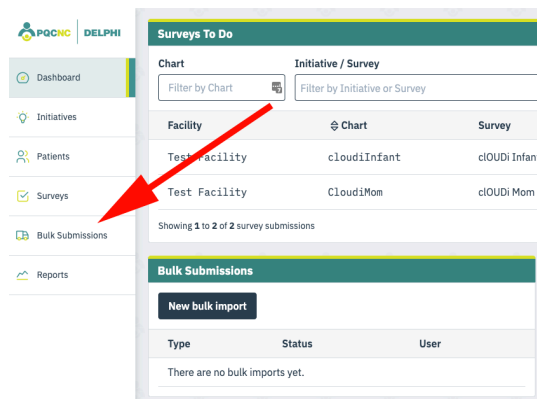 PQCNC DELPHI
Dashboard
Initiatives
Patients
Surveys
Bulk Submissions
Reports
Surveys To Do
Chart Initiative / Survey
Filter by Chart Filter by Initiative or Survey
Facility Chart Survey
Test Facility cloudiInfant clOUDi Infan
Test Facility CloudiMom clOUDi Mom
Showing 1 to 2 of 2 survey submissions
Bulk Submissions
New bulk import
Type Status User
There are no bulk imports yet.